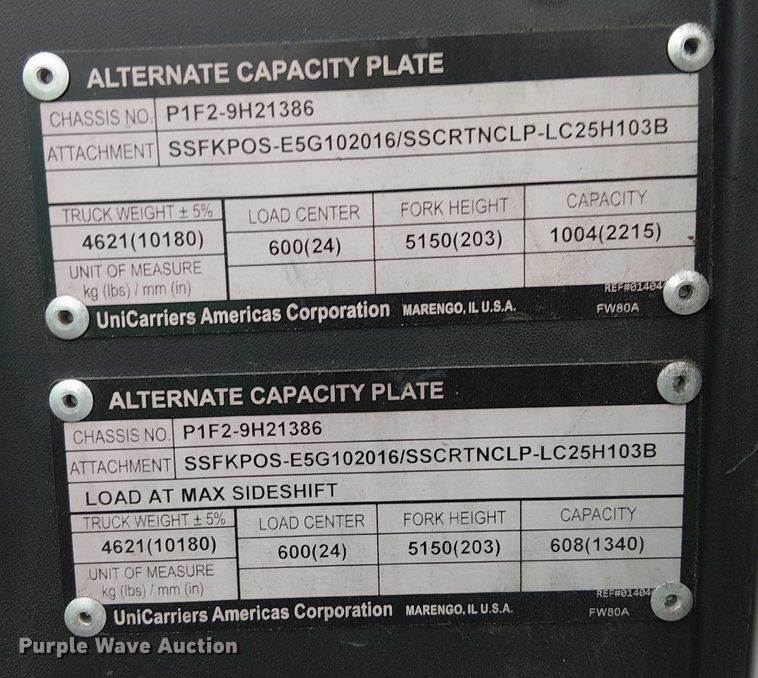 ALTERNATE CAPACITY PLATE
CHASSIS NO. P1F2-9H21386
ATTACHMENT SSFKPOS-E5G102016/SSCRTNCLP-LC25H103B
TRUCK WEIGHT ± 5% LOAD CENTER FORK HEIGHT CAPACITY
4621(10180) 600(24) 5150(203) 1004(2215)
UNIT OF MEASURE
kg (lbs) / mm (in)
REF#01404
UniCarriers Americas Corporation MARENGO, IL U.S.A. FW80A
ALTERNATE CAPACITY PLATE
CHASSIS NO. P1F2-9H21386
ATTACHMENT SSFKPOS-E5G102016/SSCRTNCLP-LC25H103B
LOAD AT MAX SIDESHIFT
TRUCK WEIGHT ± 5% LOAD CENTER FORK HEIGHT CAPACITY
4621(10180) 600(24) 5150(203) 608(1340)
UNIT OF MEASURE
kg (lbs) / mm (in)
REF#01404
UniCarriers Americas Corporation MARENGO, IL U.S.A. FW80A
Purple Wave Auction